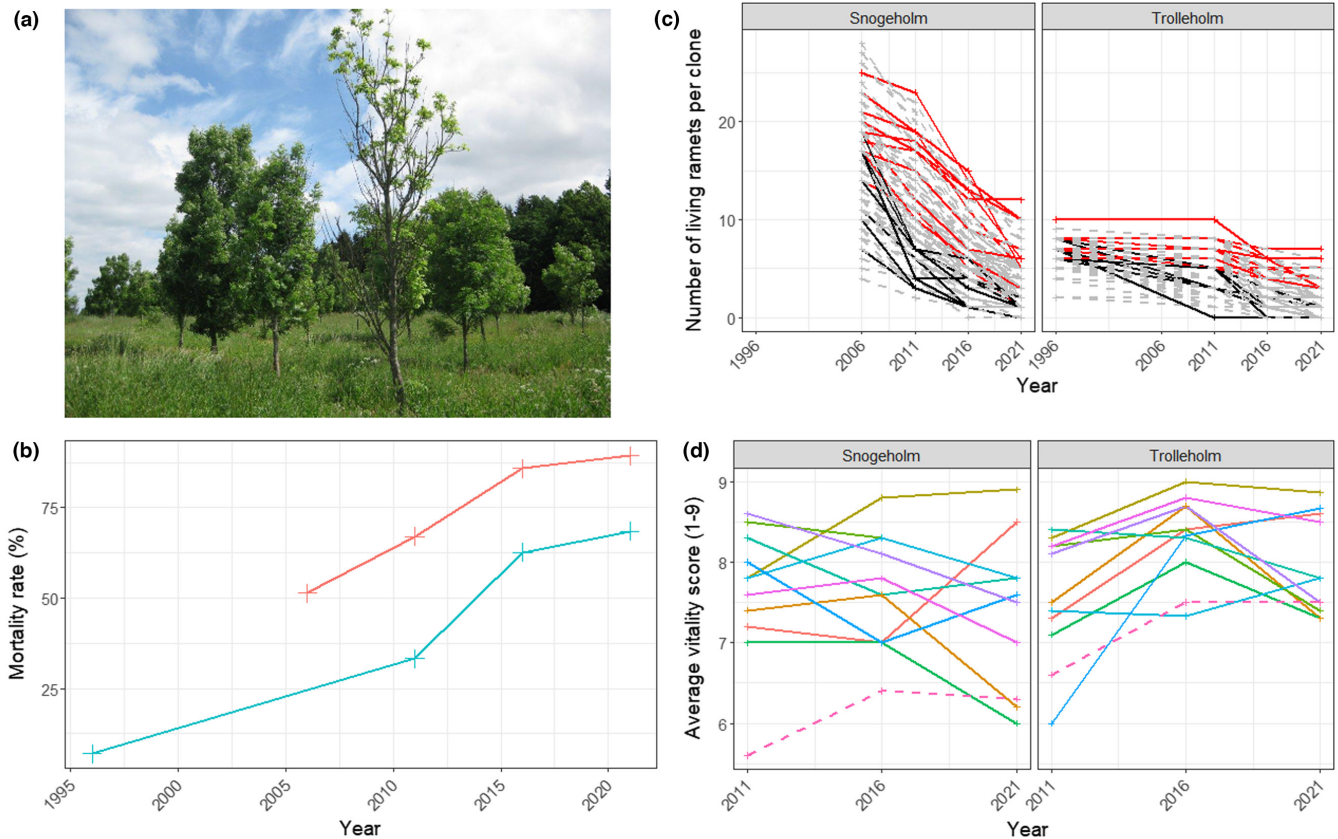 (a)
(b)
75
50
25
Mortality rate (%)
1995
2000
2005
2010
2015
2020
Year
(c)
Snogeholm
Trolleholm
Number of living ramets per clone
20
10
0
1996
2006
2011
2016
2021
1996
2006
2011
2016
2021
Year
(d)
Snogeholm
Trolleholm
Average vitality score (1-9)
9
8
7
6
2011
2016
2021
2011
2016
2021
Year